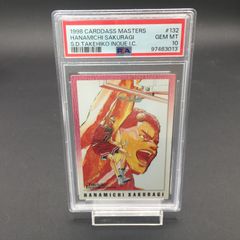 1998 CARDDASS MASTERS #132
HANAMICHI SAKURAGI GEM MT
S.D.TAKEHIKO INOUE I.C. 10
PSA 97483013
HANAMICHI SAKURAGI